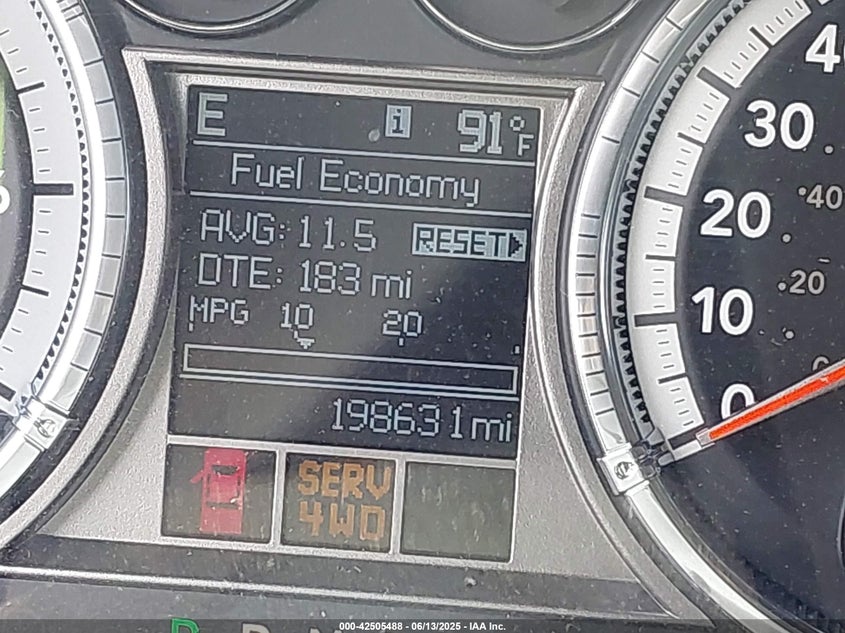 E i 91°F
Fuel Economy
AVG: 11.5 RESET
DTE: 183 mi
MPG 10 20
198631 mi
SERV
4WD
40
30
20
10
0
40
20
0
P R N
000-42505488 - 06/13/2025 - IAA Inc.